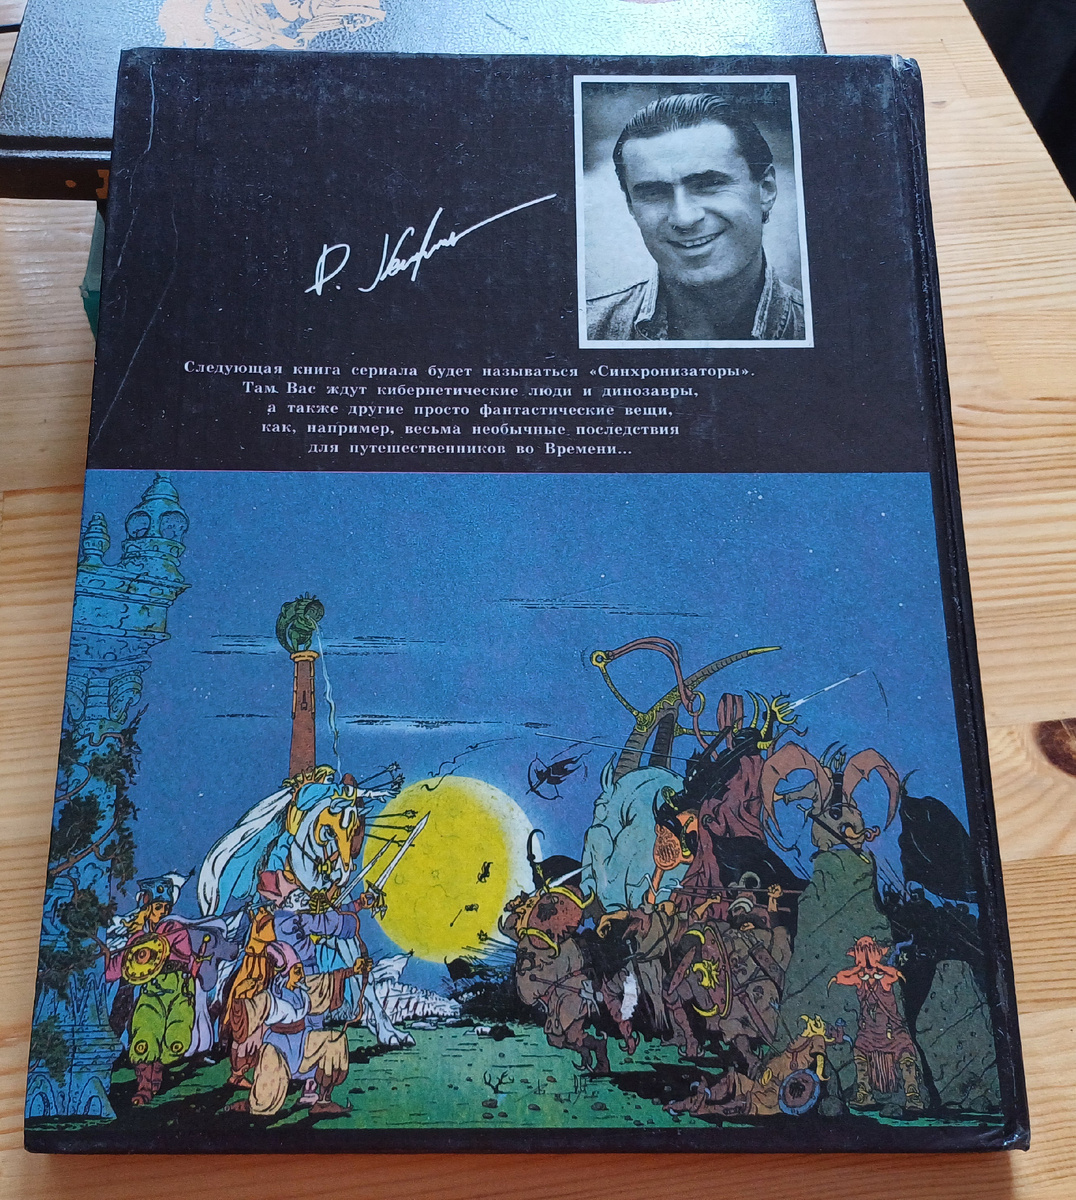 Следующая книга сериала будет называться «Синхронизаторы».
Там Вас ждут кибернетические люди и динозавры,
а также другие просто фантастические вещи,
как, например, весьма необычные последствия
для путешественников во Времени...